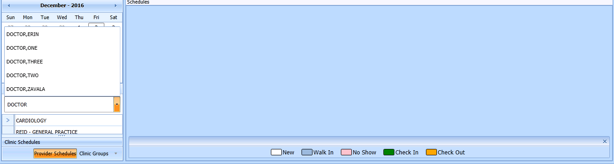 December - 2016
Sun Mon Tue Wed Thu Fri Sat
DOCTOR,ERIN
DOCTOR,ONE
DOCTOR,THREE
DOCTOR,TWO
DOCTOR,ZAVALA
DOCTOR
CARDIOLOGY
REID - GENERAL PRACTICE
Clinic Schedules
Provider Schedules Clinic Groups
Schedules
New Walk In No Show Check In Check Out